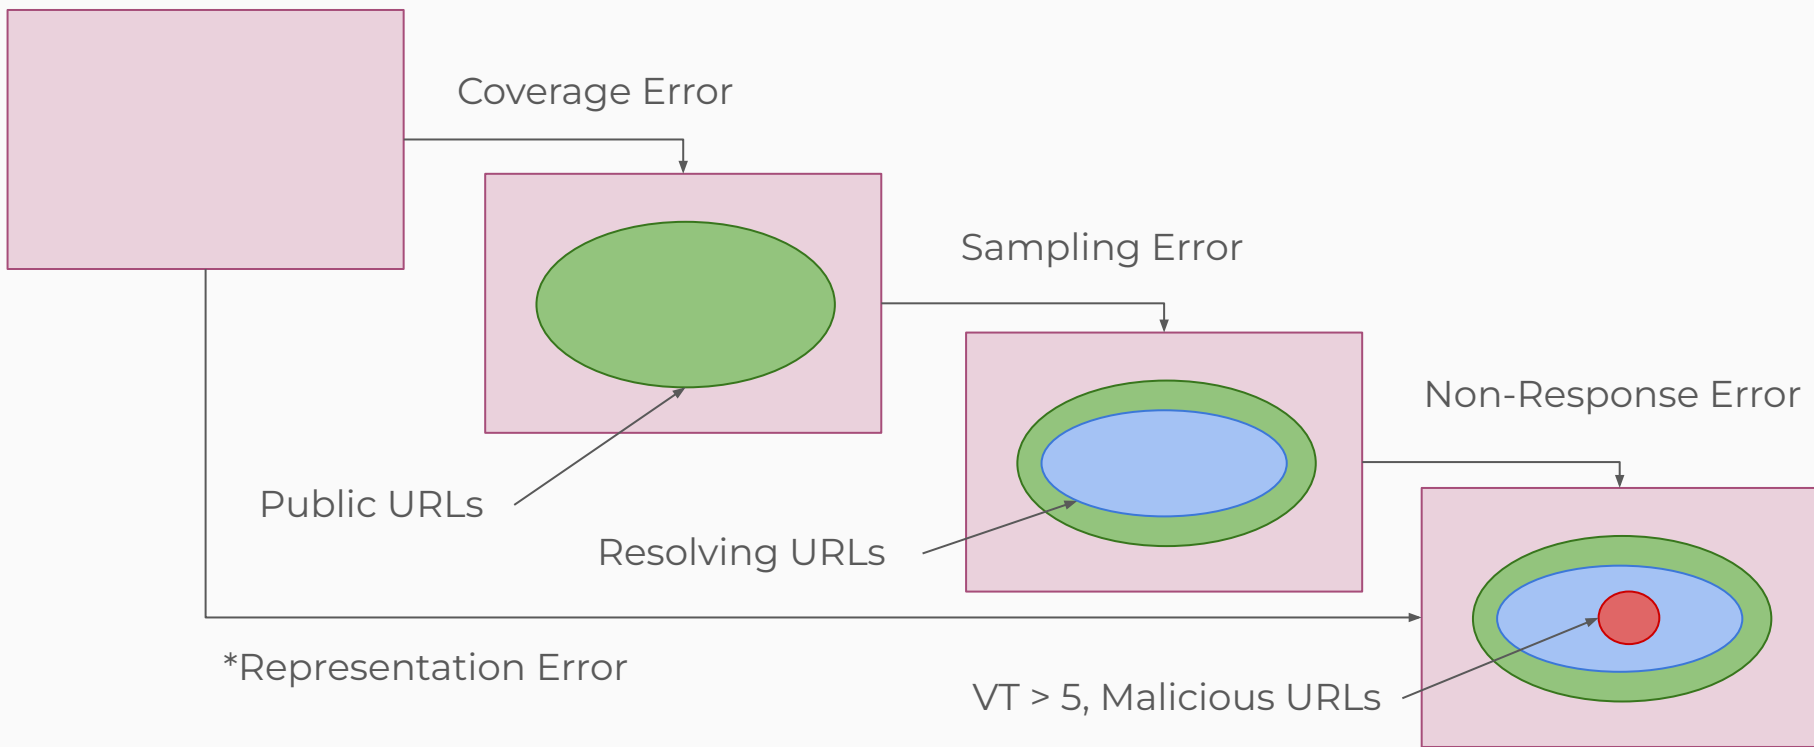 Coverage Error
Sampling Error
Non-Response Error
Public URLs
Resolving URLs
*Representation Error
VT > 5, Malicious URLs